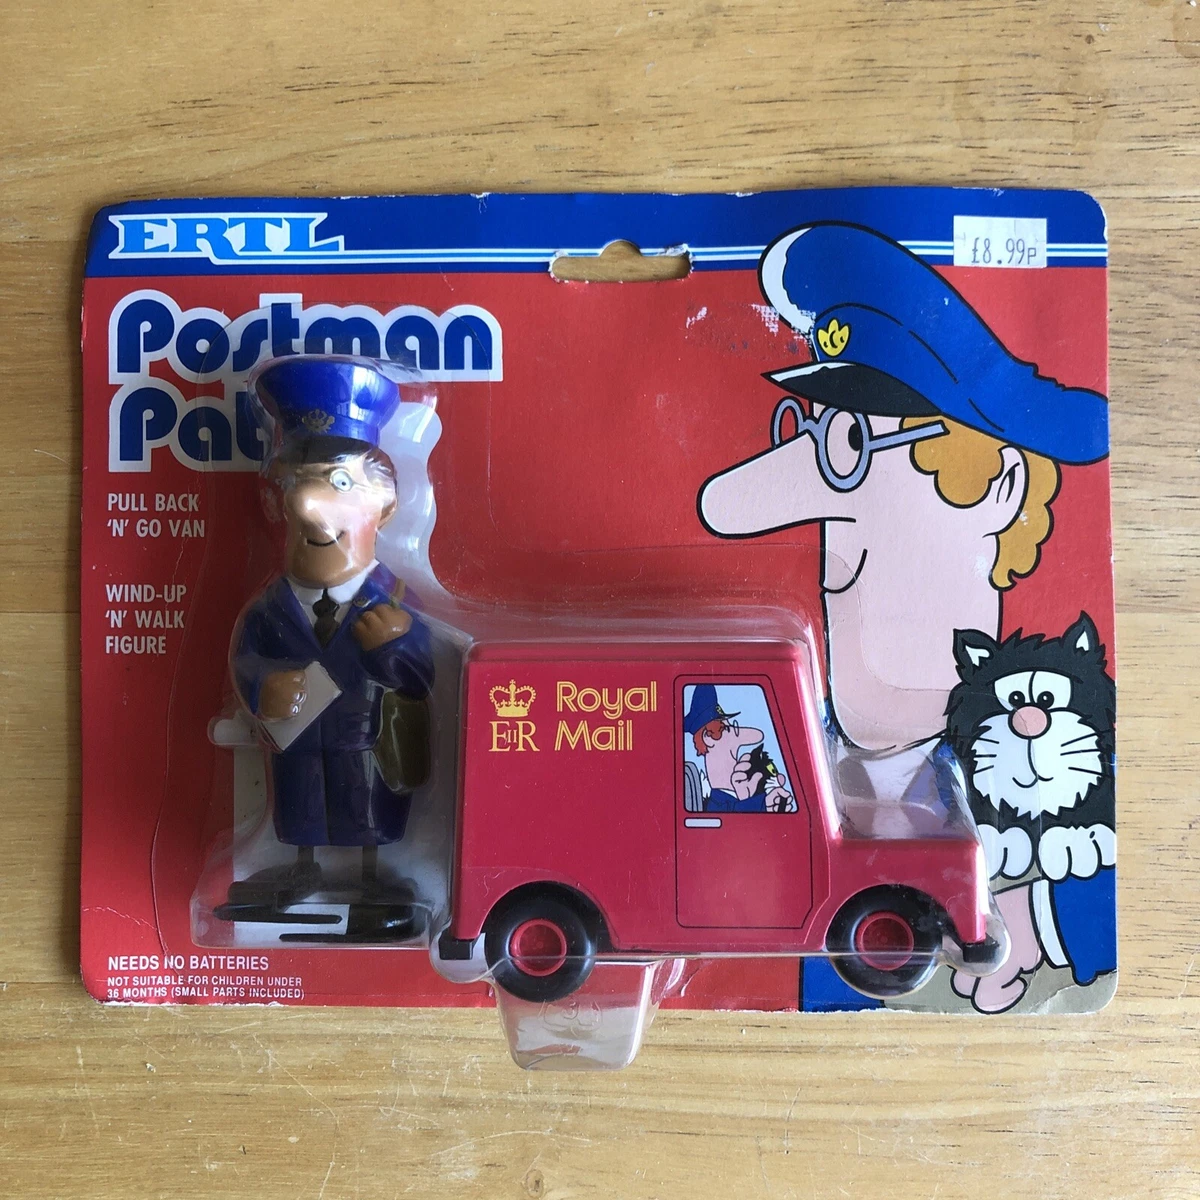 ERTL
£8.99P
Postman
Pat
PULL BACK
'N' GO VAN
WIND-UP
'N' WALK
FIGURE
Royal
Mail
EIIR
NEEDS NO BATTERIES
NOT SUITABLE FOR CHILDREN UNDER
36 MONTHS (SMALL PARTS INCLUDED)